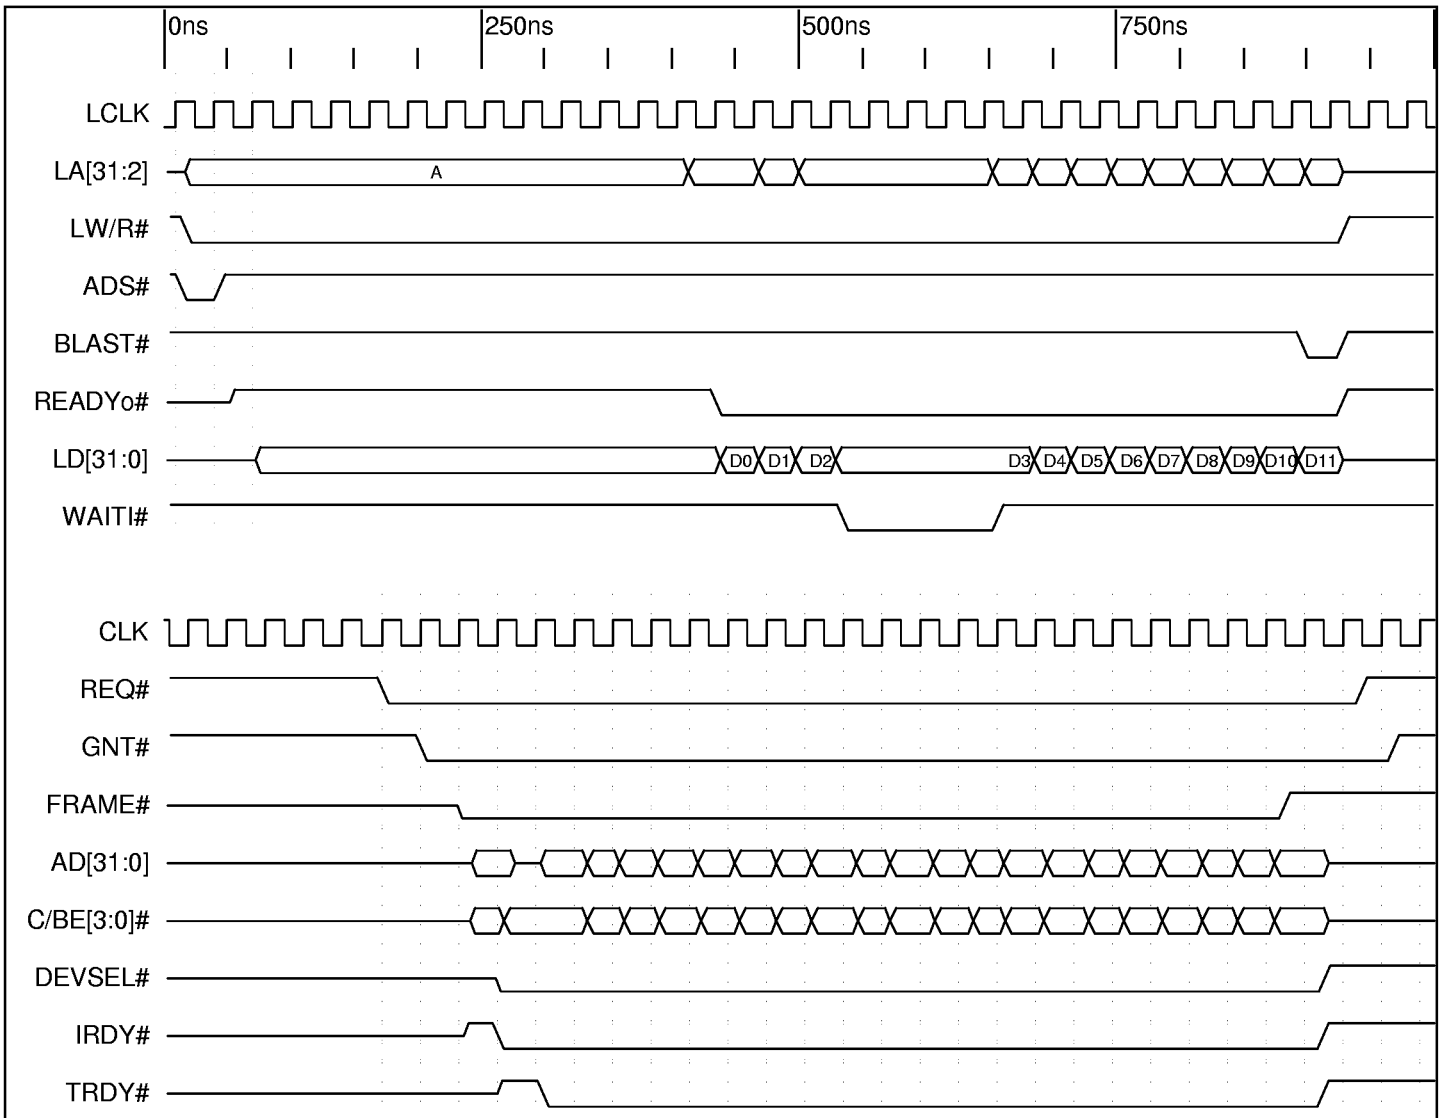 0ns 250ns 500ns 750ns
LCLK
LA[31:2] A
LW/R#
ADS#
BLAST#
READYo#
LD[31:0] D0 D1 D2 D3 D4 D5 D6 D7 D8 D9 D10 D11
WAITI#
CLK
REQ#
GNT#
FRAME#
AD[31:0]
C/BE[3:0]#
DEVSEL#
IRDY#
TRDY#